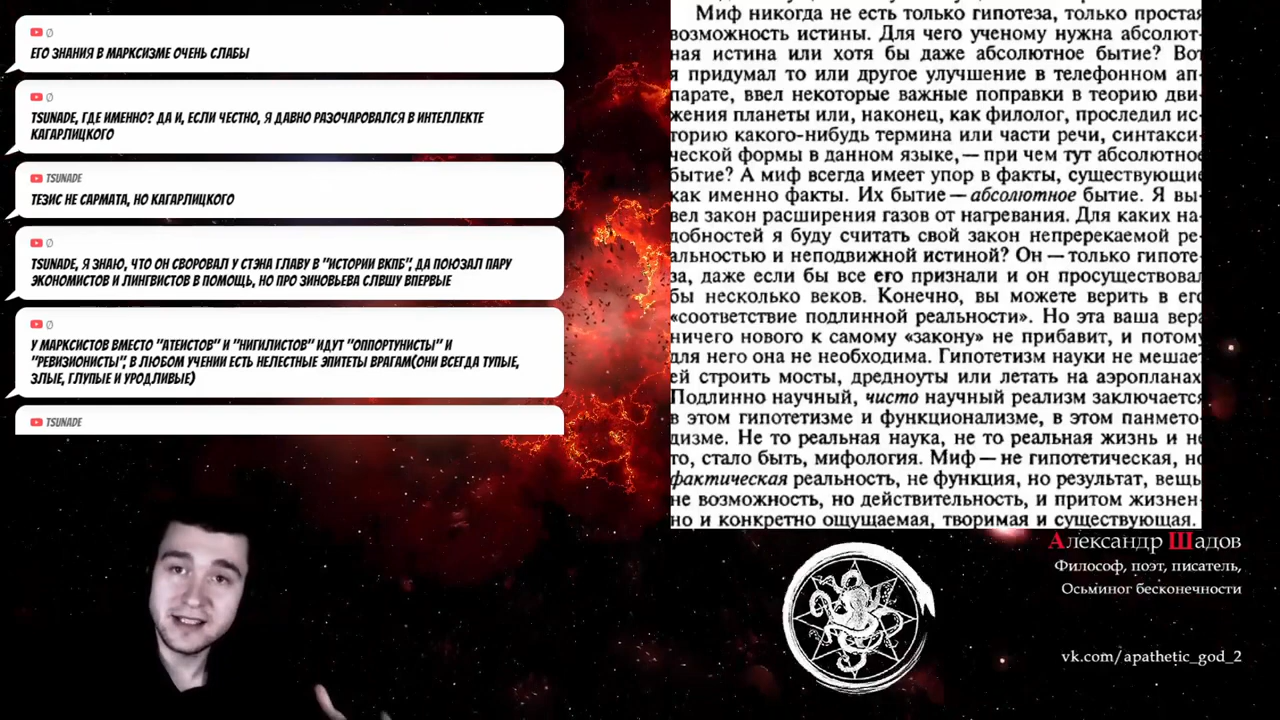 Ø
ЕГО ЗНАНИЯ В МАРКСИЗМЕ ОЧЕНЬ СЛАБЫ
Ø
TSUNADE, ГДЕ ИМЕННО? ДА И, ЕСЛИ ЧЕСТНО, Я ДАВНО РАЗОЧАРОВАЛСЯ В ИНТЕЛЛЕКТЕ
КАГАРЛИЦКОГО
TSUNADE
ТЕЗИС НЕ САРМАТА, НО КАГАРЛИЦКОГО
Ø
TSUNADE, Я ЗНАЮ, ЧТО ОН СВОРОВАЛ У СТЭНА ГЛАВУ В "ИСТОРИИ ВКПБ", ДА ПОЮЗАЛ ПАРУ
ЭКОНОМИСТОВ И ЛИНГВИСТОВ В ПОМОЩЬ, НО ПРО ЗИНОВЬЕВА СЛВШУ ВПЕРВЫЕ
Ø
У МАРКСИСТОВ ВМЕСТО "АТЕИСТОВ" И "НИГИЛИСТОВ" ИДУТ "ОППОРТУНИСТЫ" И
"РЕВИЗИОНИСТЫ", В ЛЮБОМ УЧЕНИИ ЕСТЬ НЕЛЕСТНЫЕ ЭПИТЕТЫ ВРАГАМ(ОНИ ВСЕГДА ТУПЫЕ,
ЗЛЫЕ, ГЛУПЫЕ И УРОДЛИВЫЕ)
TSUNADE
Миф никогда не есть только гипотеза, только простая
возможность истины. Для чего ученому нужна абсолют-
ная истина или хотя бы даже абсолютное бытие? Вот
я придумал то или другое улучшение в телефонном ап-
парате, ввел некоторые важные поправки в теорию дви-
жения планеты или, наконец, как филолог, проследил ис-
торию какого-нибудь термина или части речи, синтакси-
ческой формы в данном языке,— при чем тут абсолютное
бытие? А миф всегда имеет упор в факты, существующие
как именно факты. Их бытие — абсолютное бытие. Я вы-
вел закон расширения газов от нагревания. Для каких на-
добностей я буду считать свой закон непререкаемой ре-
альностью и неподвижной истиной? Он — только гипоте-
за, даже если бы все его признали и он просуществовал
бы несколько веков. Конечно, вы можете верить в его
«соответствие подлинной реальности». Но эта ваша вера
ничего нового к самому «закону» не прибавит, и потому
для него она не необходима. Гипотетизм науки не мешает
ей строить мосты, дредноуты или летать на аэропланах
Подлинно научный, чисто научный реализм заключается
в этом гипотетизме и функционализме, в этом панмето-
дизме. Не то реальная наука, не то реальная жизнь и не
то, стало быть, мифология. Миф — не гипотетическая, но
фактическая реальность, не функция, но результат, вещь
не возможность, но действительность, и притом жизнен-
но и конкретно ощущаемая, творимая и существующая.
Александр Шадов
Философ, поэт, писатель,
Осьминог бесконечности
vk.com/apathetic_god_2